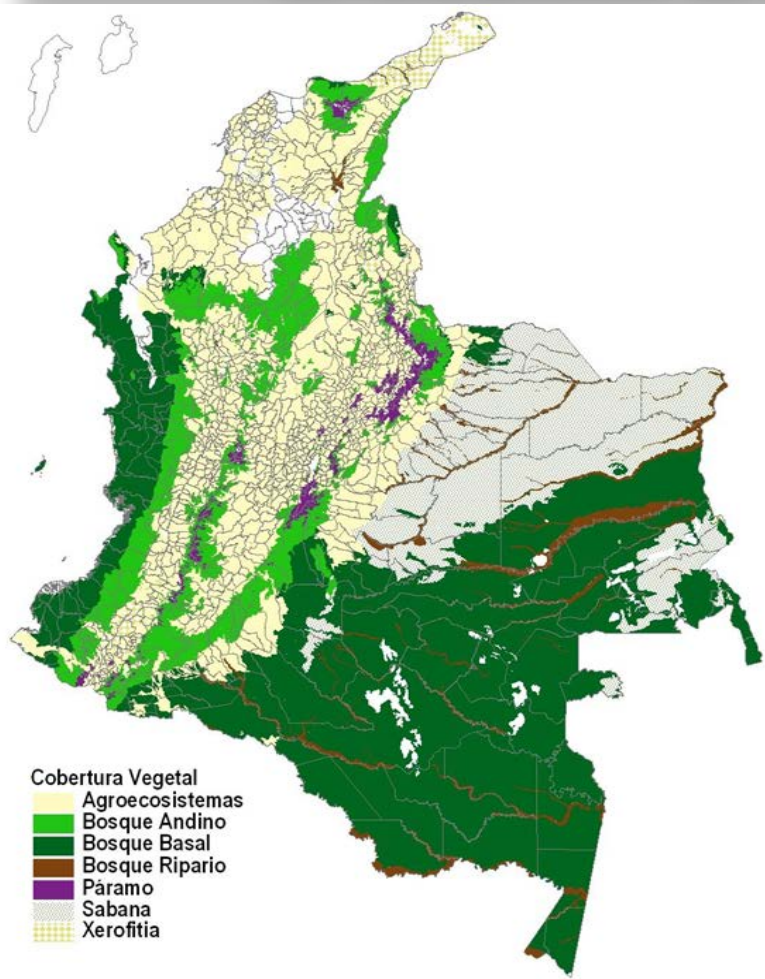 Cobertura Vegetal
Agroecosistemas
Bosque Andino
Bosque Basal
Bosque Ripario
Páramo
Sabana
Xerofitia